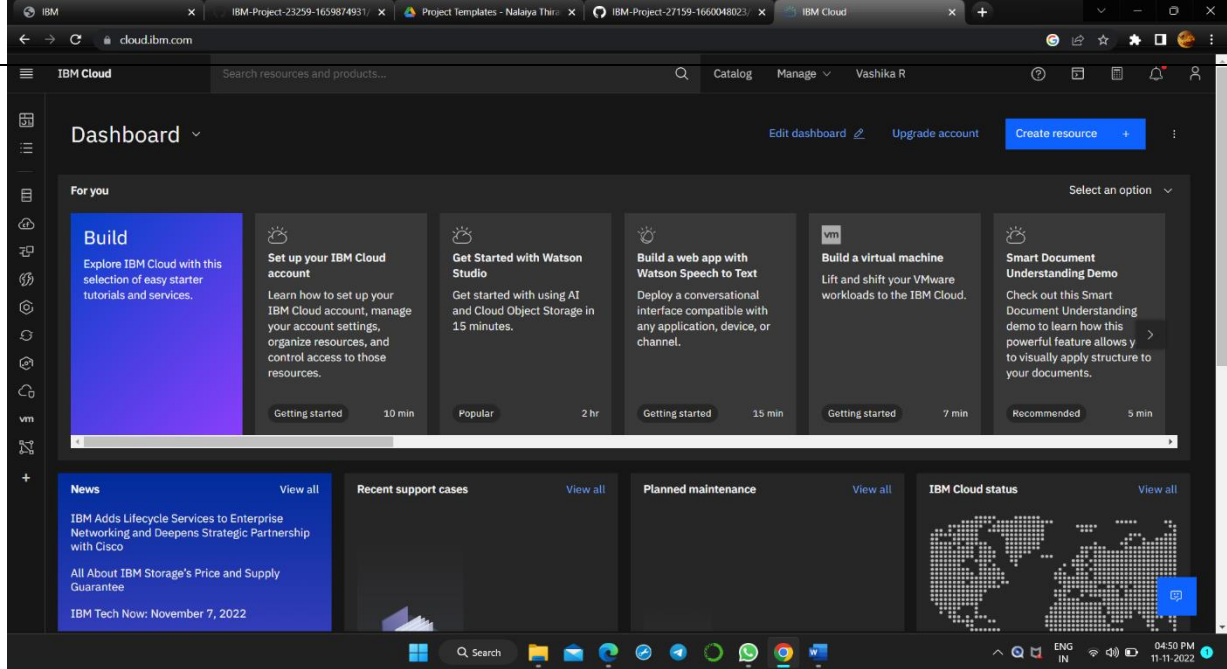 IBM
IBM-Project-23259-1659874931/
Project Templates - Nalaiya Thira
IBM-Project-27159-1660048023/
IBM Cloud
cloud.ibm.com
IBM Cloud
Search resources and products...
Catalog
Manage
Vashika R
Dashboard
Edit dashboard
Upgrade account
Create resource +
For you
Select an option
Build
Explore IBM Cloud with this
selection of easy starter
tutorials and services.
Set up your IBM Cloud
account
Learn how to set up your
IBM Cloud account, manage
your account settings,
organize resources, and
control access to those
resources.
Getting started
10 min
Get Started with Watson
Studio
Get started with using AI
and Cloud Object Storage in
15 minutes.
Popular
2 hr
Build a web app with
Watson Speech to Text
Deploy a conversational
interface compatible with
any application, device, or
channel.
Getting started
15 min
vm
Build a virtual machine
Lift and shift your VMware
workloads to the IBM Cloud.
Getting started
7 min
Smart Document
Understanding Demo
Check out this Smart
Document Understanding
demo to learn how this
powerful feature allows y
to visually apply structure to
your documents.
Recommended
5 min
vm
News
View all
IBM Adds Lifecycle Services to Enterprise
Networking and Deepens Strategic Partnership
with Cisco
All About IBM Storage's Price and Supply
Guarantee
IBM Tech Now: November 7, 2022
Recent support cases
View all
Planned maintenance
View all
IBM Cloud status
View all
Search
ENG
IN
04:50 PM
11-11-2022
1